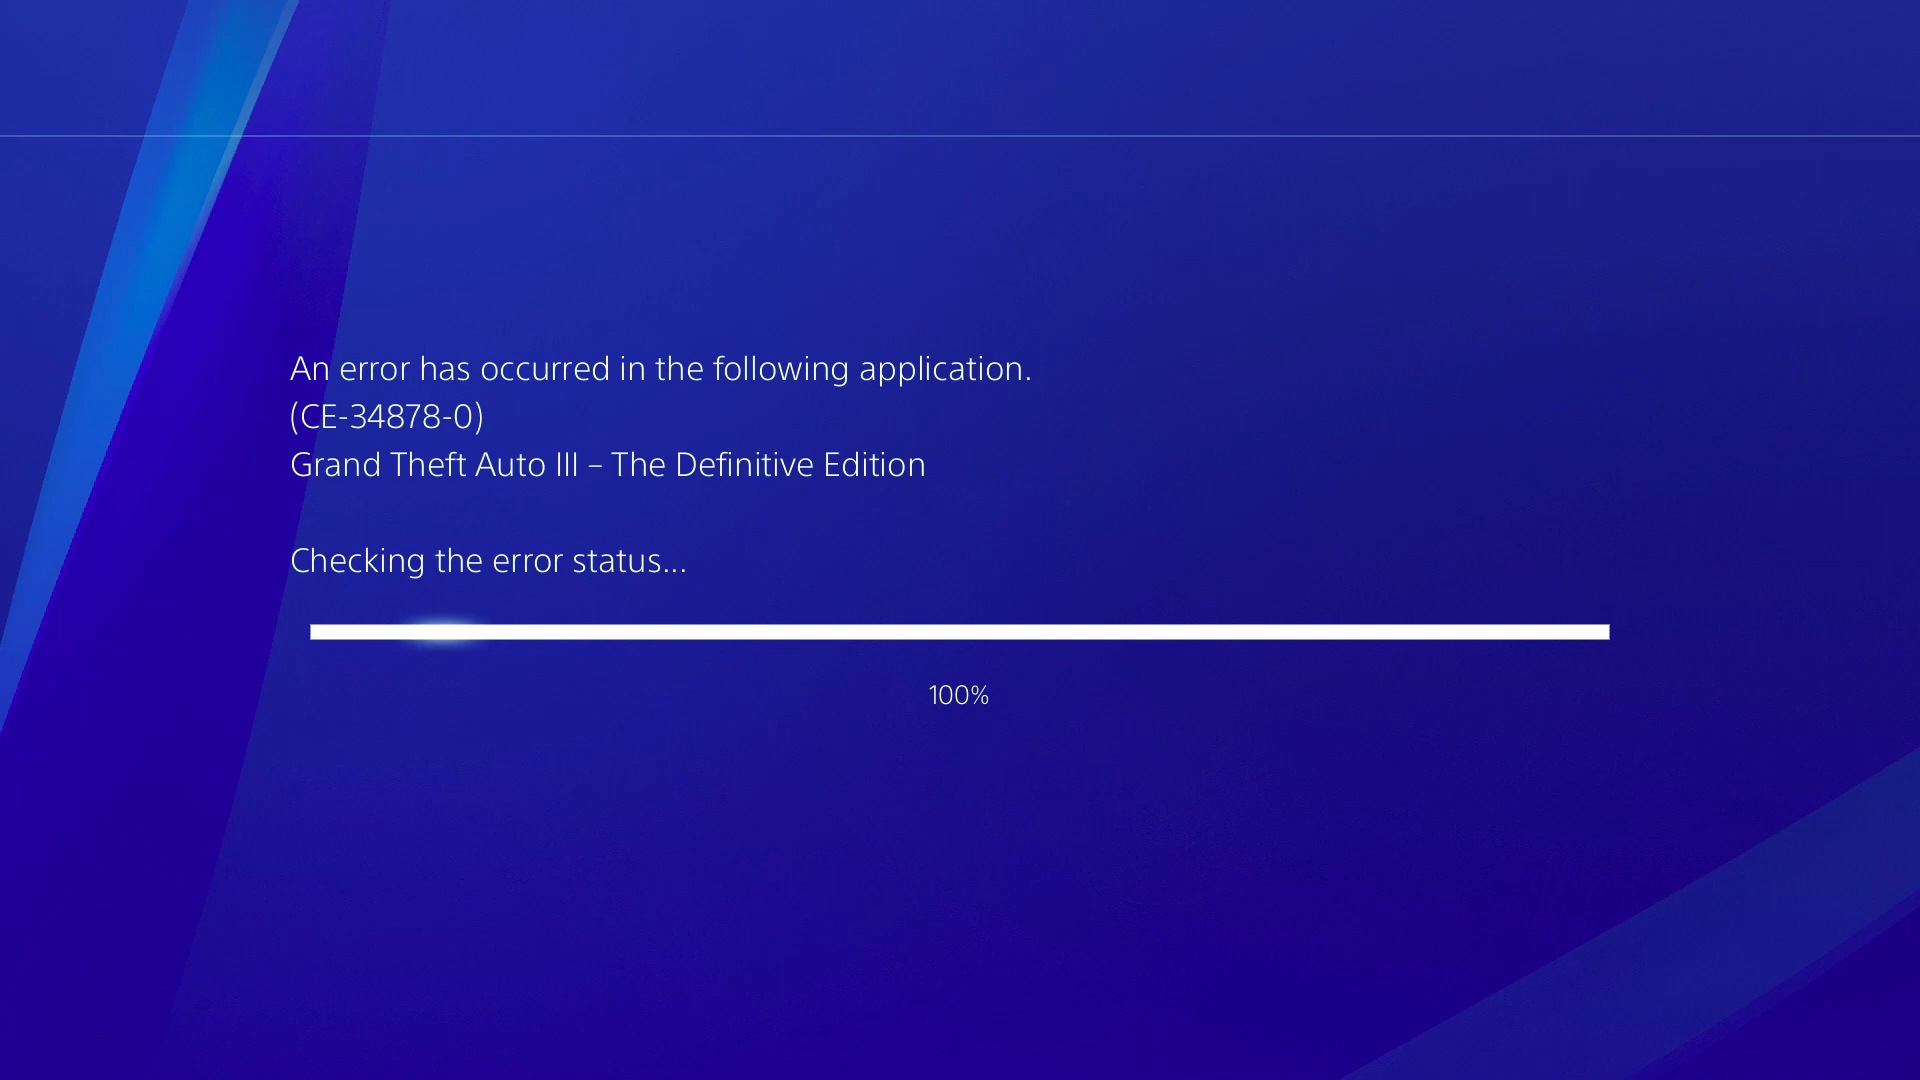 An error has occurred in the following application.
(CE-34878-0)
Grand Theft Auto III – The Definitive Edition
Checking the error status...
100%